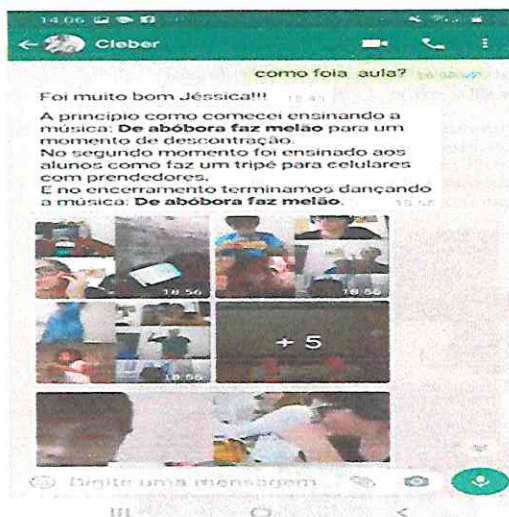 14:06
Cleber
como foia aula?
Foi muito bom Jéssica!!!
A princípio como comecei ensinando a
música: De abóbora faz melão para um
momento de descontração.
No segundo momento foi ensinado aos
alunos como faz um tripé para celulares
com prendedores.
E no encerramento terminamos dançando
a música: De abóbora faz melão.
18:56
18:56
18:56
+ 5
Digite uma mensagem